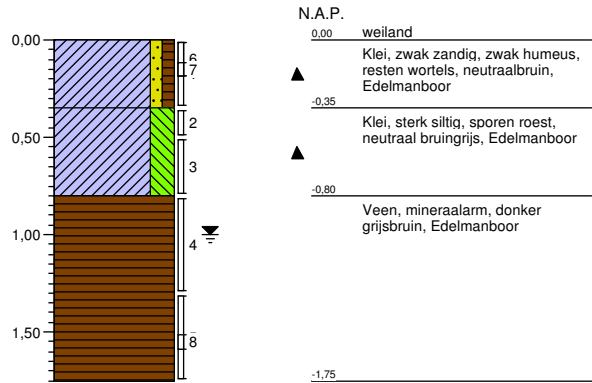 N.A.P.
0,00
weiland
Klei, zwak zandig, zwak humeus,
resten wortels, neutraalbruin,
Edelmanboor
-0,35
Klei, sterk siltig, sporen roest,
neutraal bruingrijs, Edelmanboor
-0,80
Veen, mineraalarm, donker
grijsbruin, Edelmanboor
-1,75
0,00
0,50
1,00
1,50
6
7
2
3
4
8